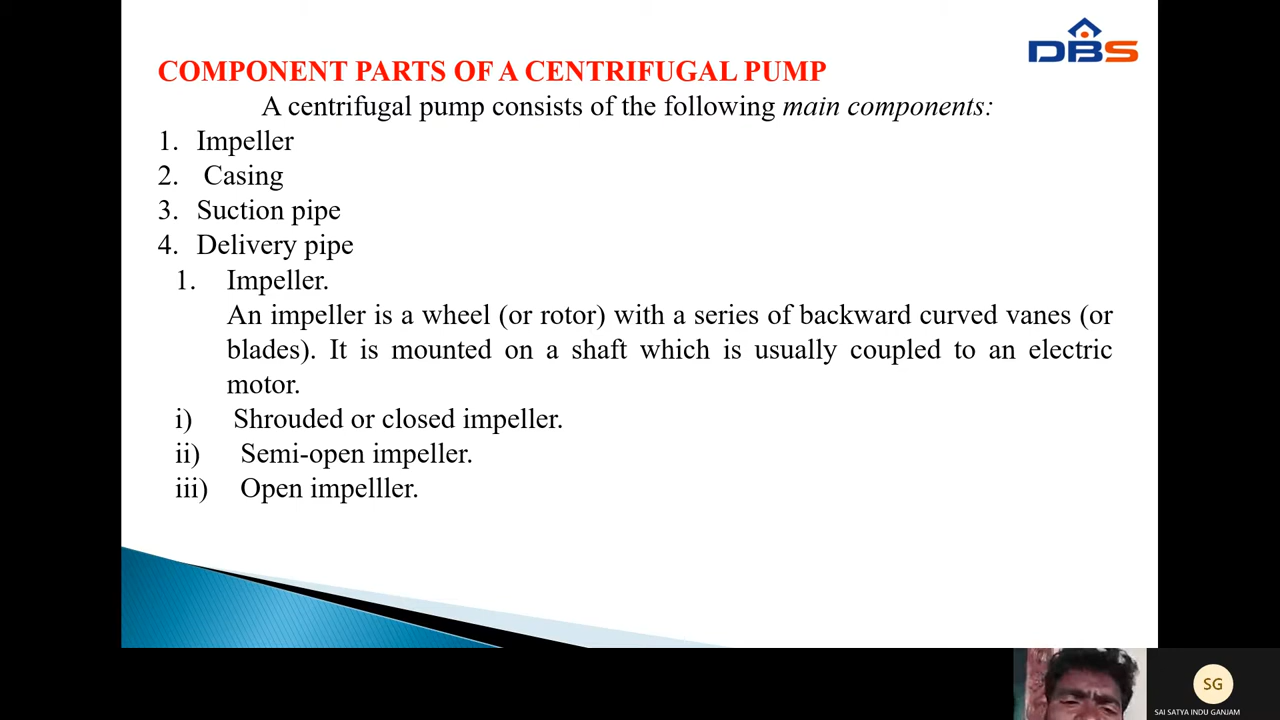 DBS
COMPONENT PARTS OF A CENTRIFUGAL PUMP
A centrifugal pump consists of the following main components:
1. Impeller
2. Casing
3. Suction pipe
4. Delivery pipe
1. Impeller.
An impeller is a wheel (or rotor) with a series of backward curved vanes (or
blades). It is mounted on a shaft which is usually coupled to an electric
motor.
i) Shrouded or closed impeller.
ii) Semi-open impeller.
iii) Open impelller.
SG
SAI SATYA INDU GANJAM